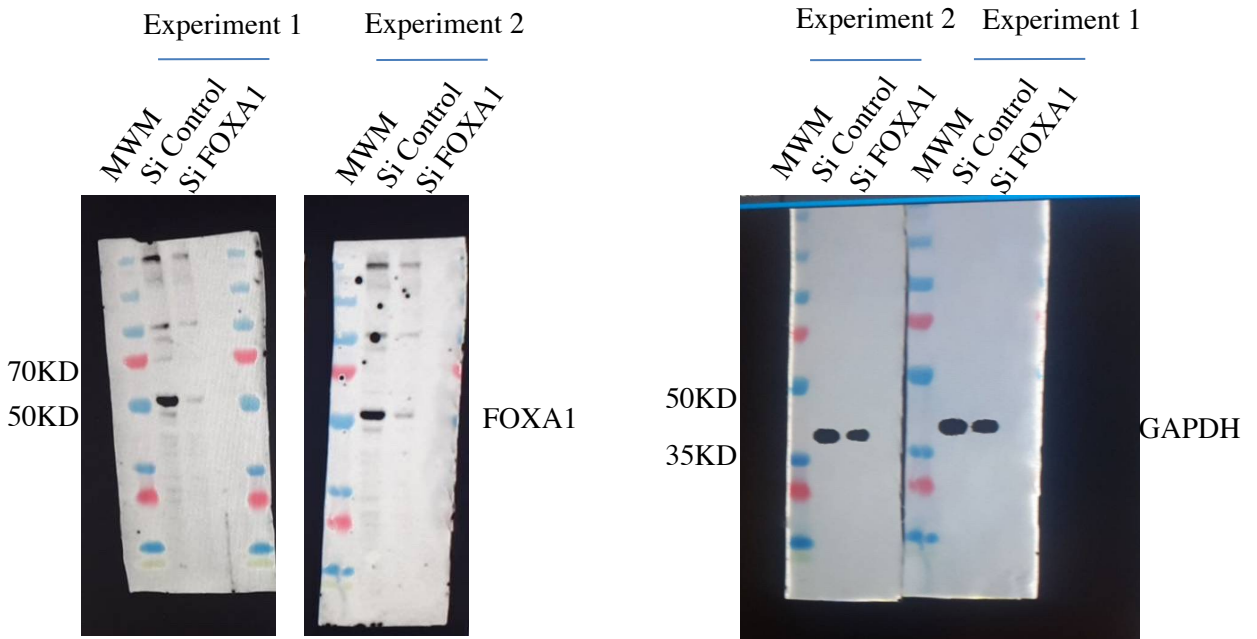 Experiment 1
MWM
Si Control
Si FOXA1
Experiment 2
MWM
Si Control
Si FOXA1
70KD
50KD
FOXA1
Experiment 2
MWM
Si Control
Si FOXA1
Experiment 1
MWM
Si Control
Si FOXA1
50KD
35KD
GAPDH